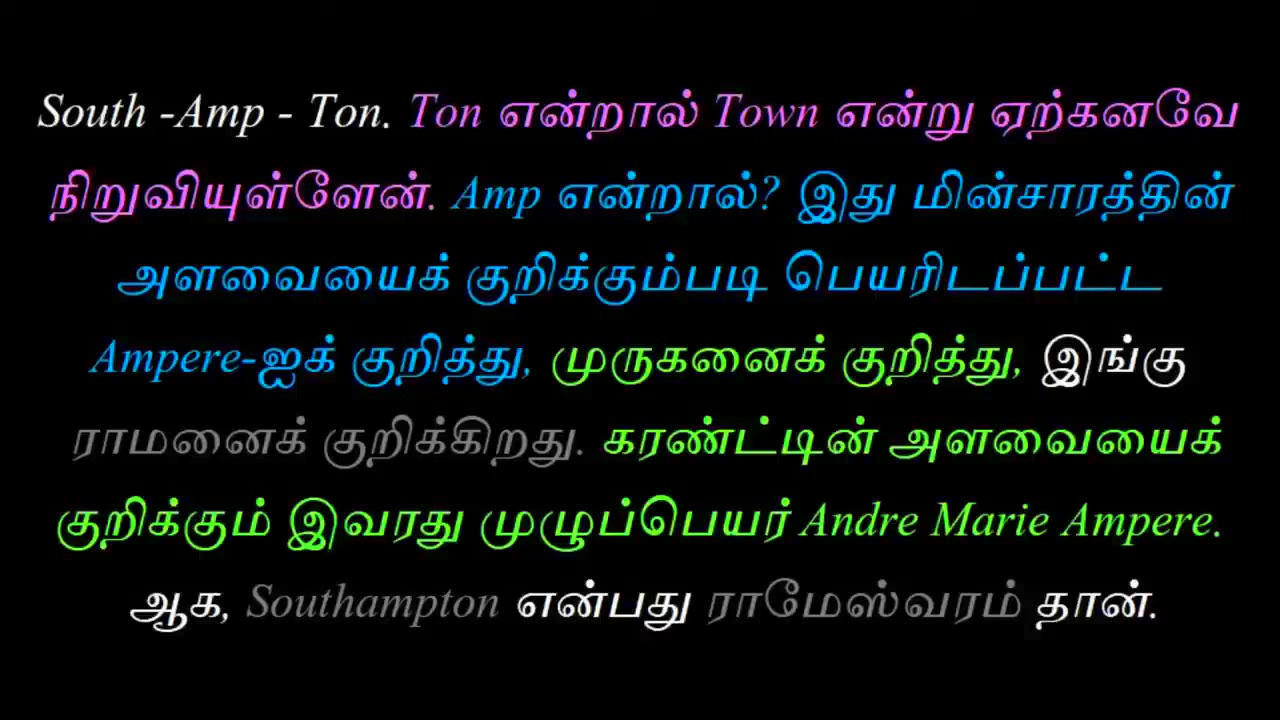 South -Amp - Ton. Ton என்றால் Town என்று ஏற்கனவே
நிறுவியுள்ளேன். Amp என்றால்? இது மின்சாரத்தின்
அளவையைக் குறிக்கும்படி பெயரிடப்பட்ட
Ampere-ஐக் குறித்து, முருகனைக் குறித்து, இங்கு
ராமனைக் குறிக்கிறது. கரண்ட்டின் அளவையைக்
குறிக்கும் இவரது முழுப்பெயர் Andre Marie Ampere.
ஆக, Southampton என்பது ராமேஸ்வரம் தான்.